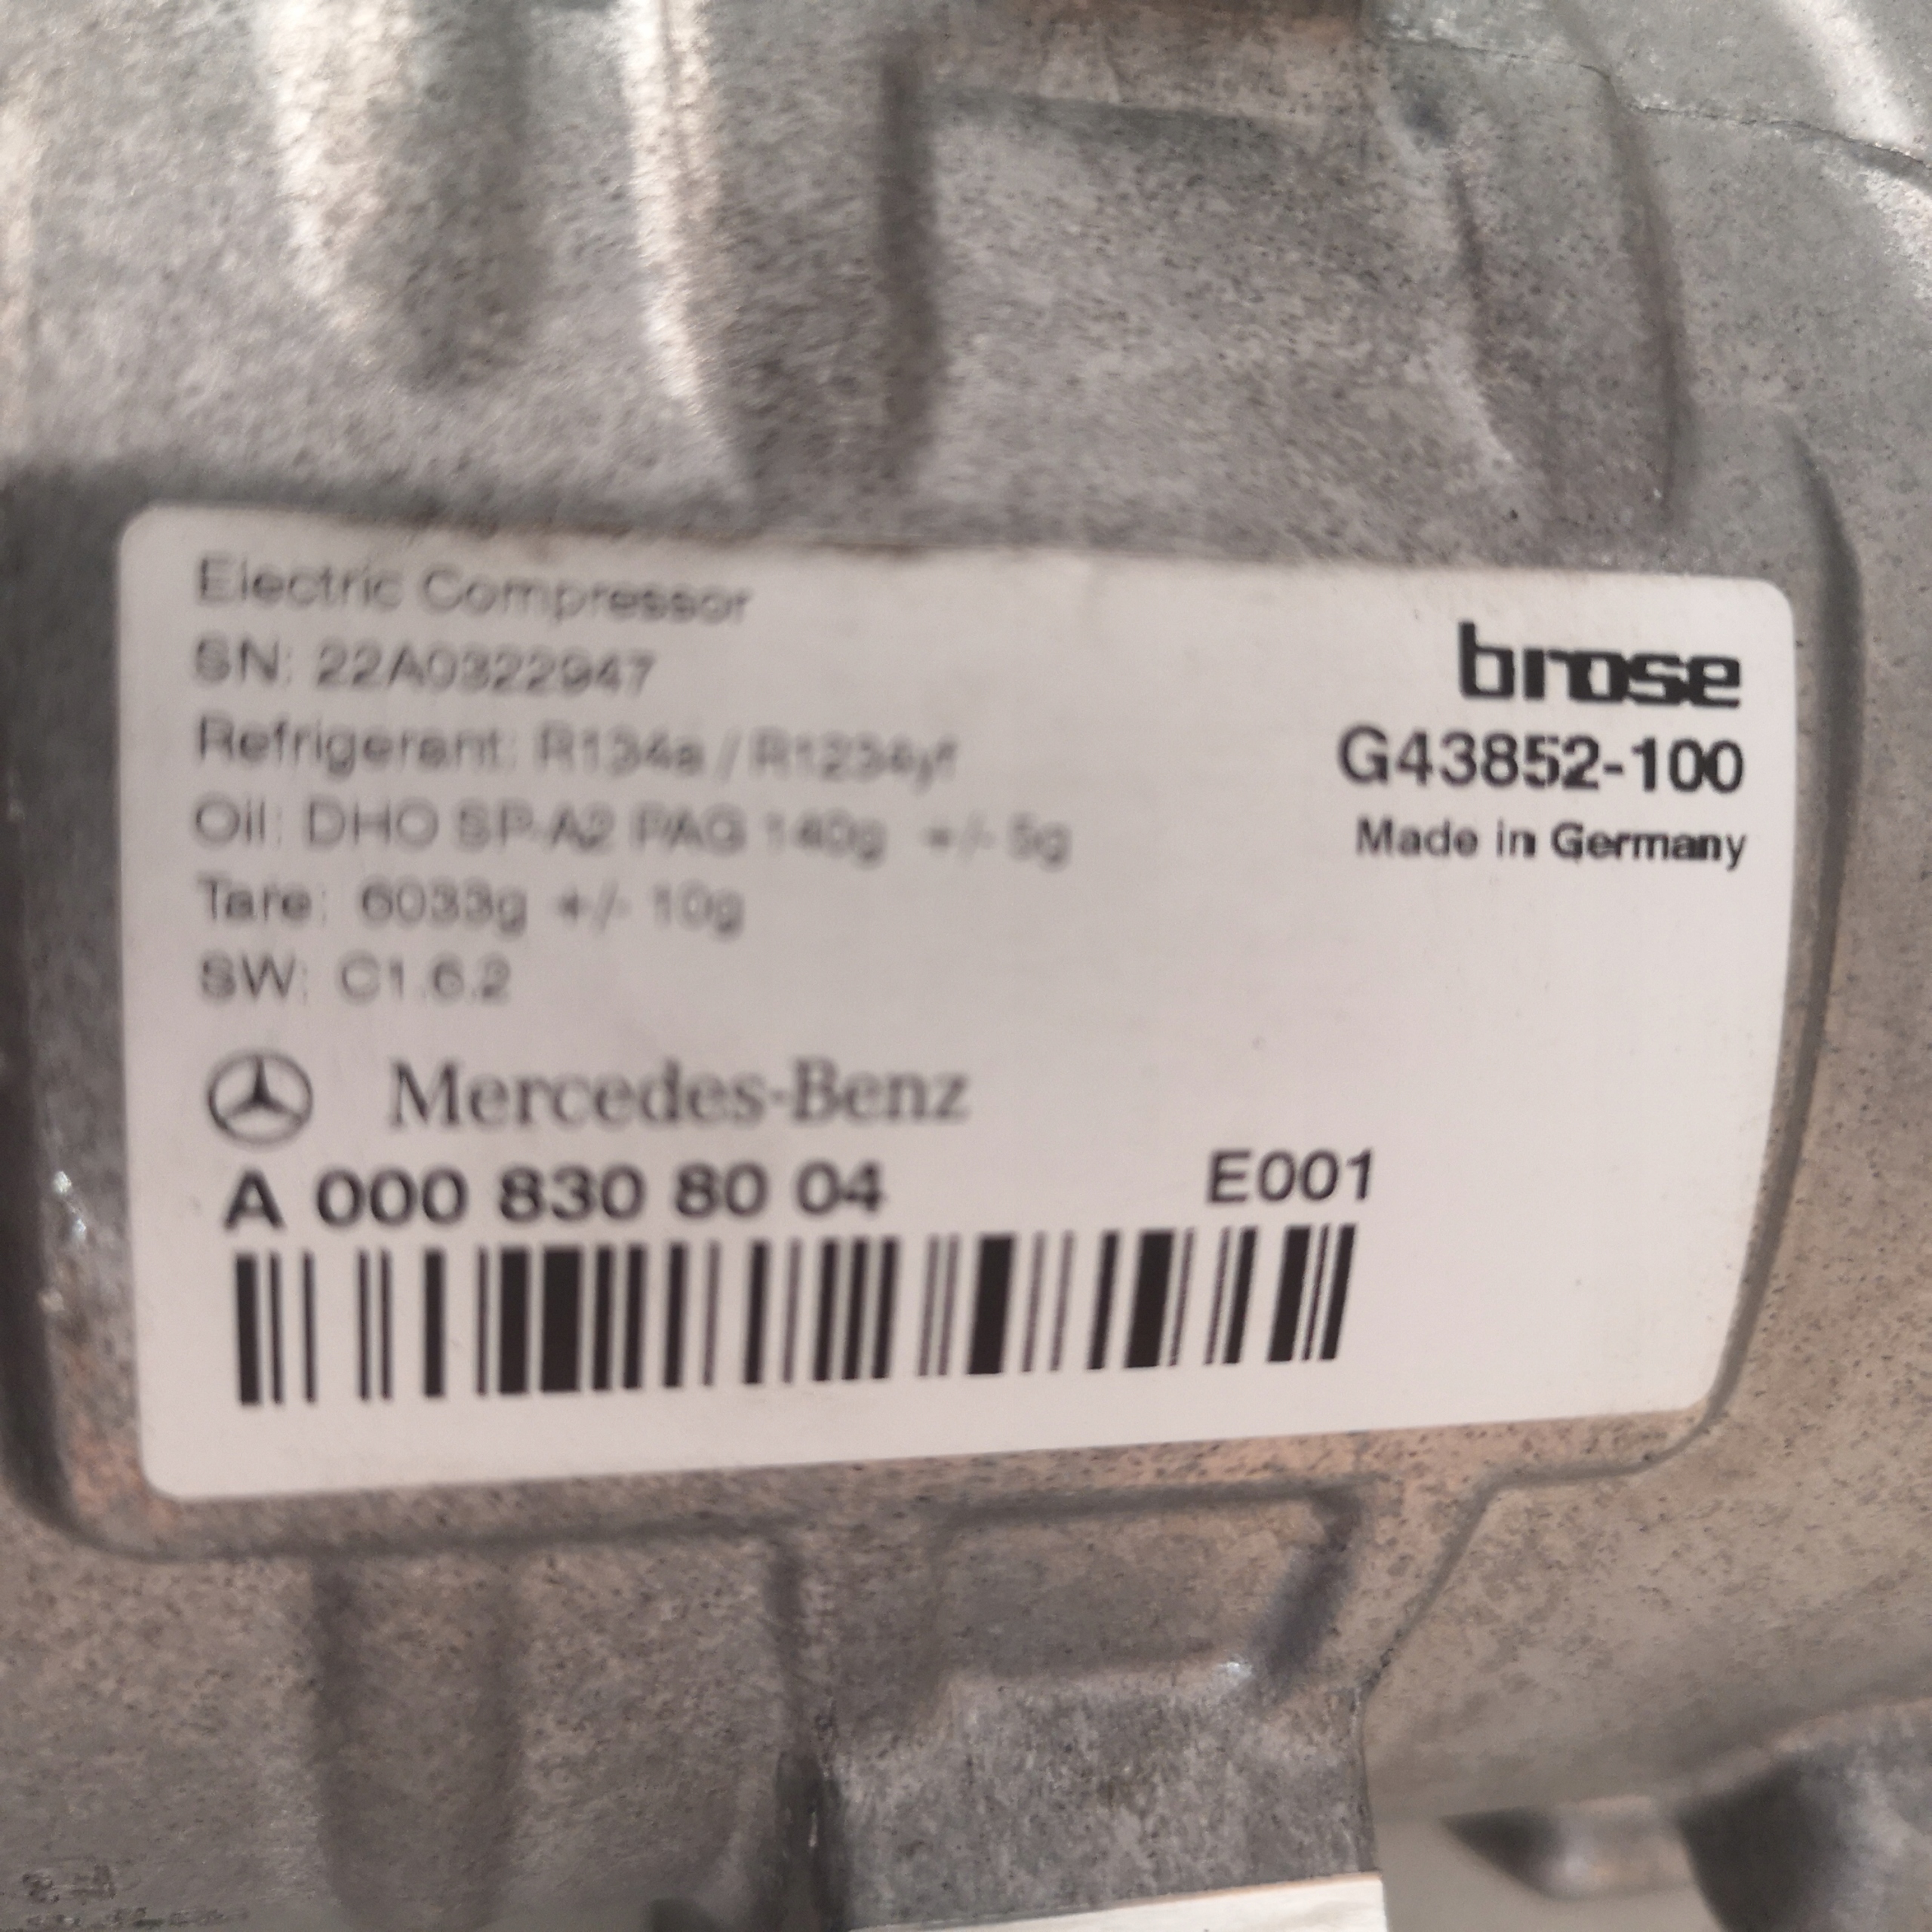 Electric Compressor
SN: 22A0322947
Refrigerant: R134a / R1234yf
Oil: DHO SP-A2 PAG 140g +/- 5g
Tare: 6033g +/- 10g
SW: C1.6.2
brose
G43852-100
Made in Germany
Mercedes-Benz
A 000 830 80 04 E001